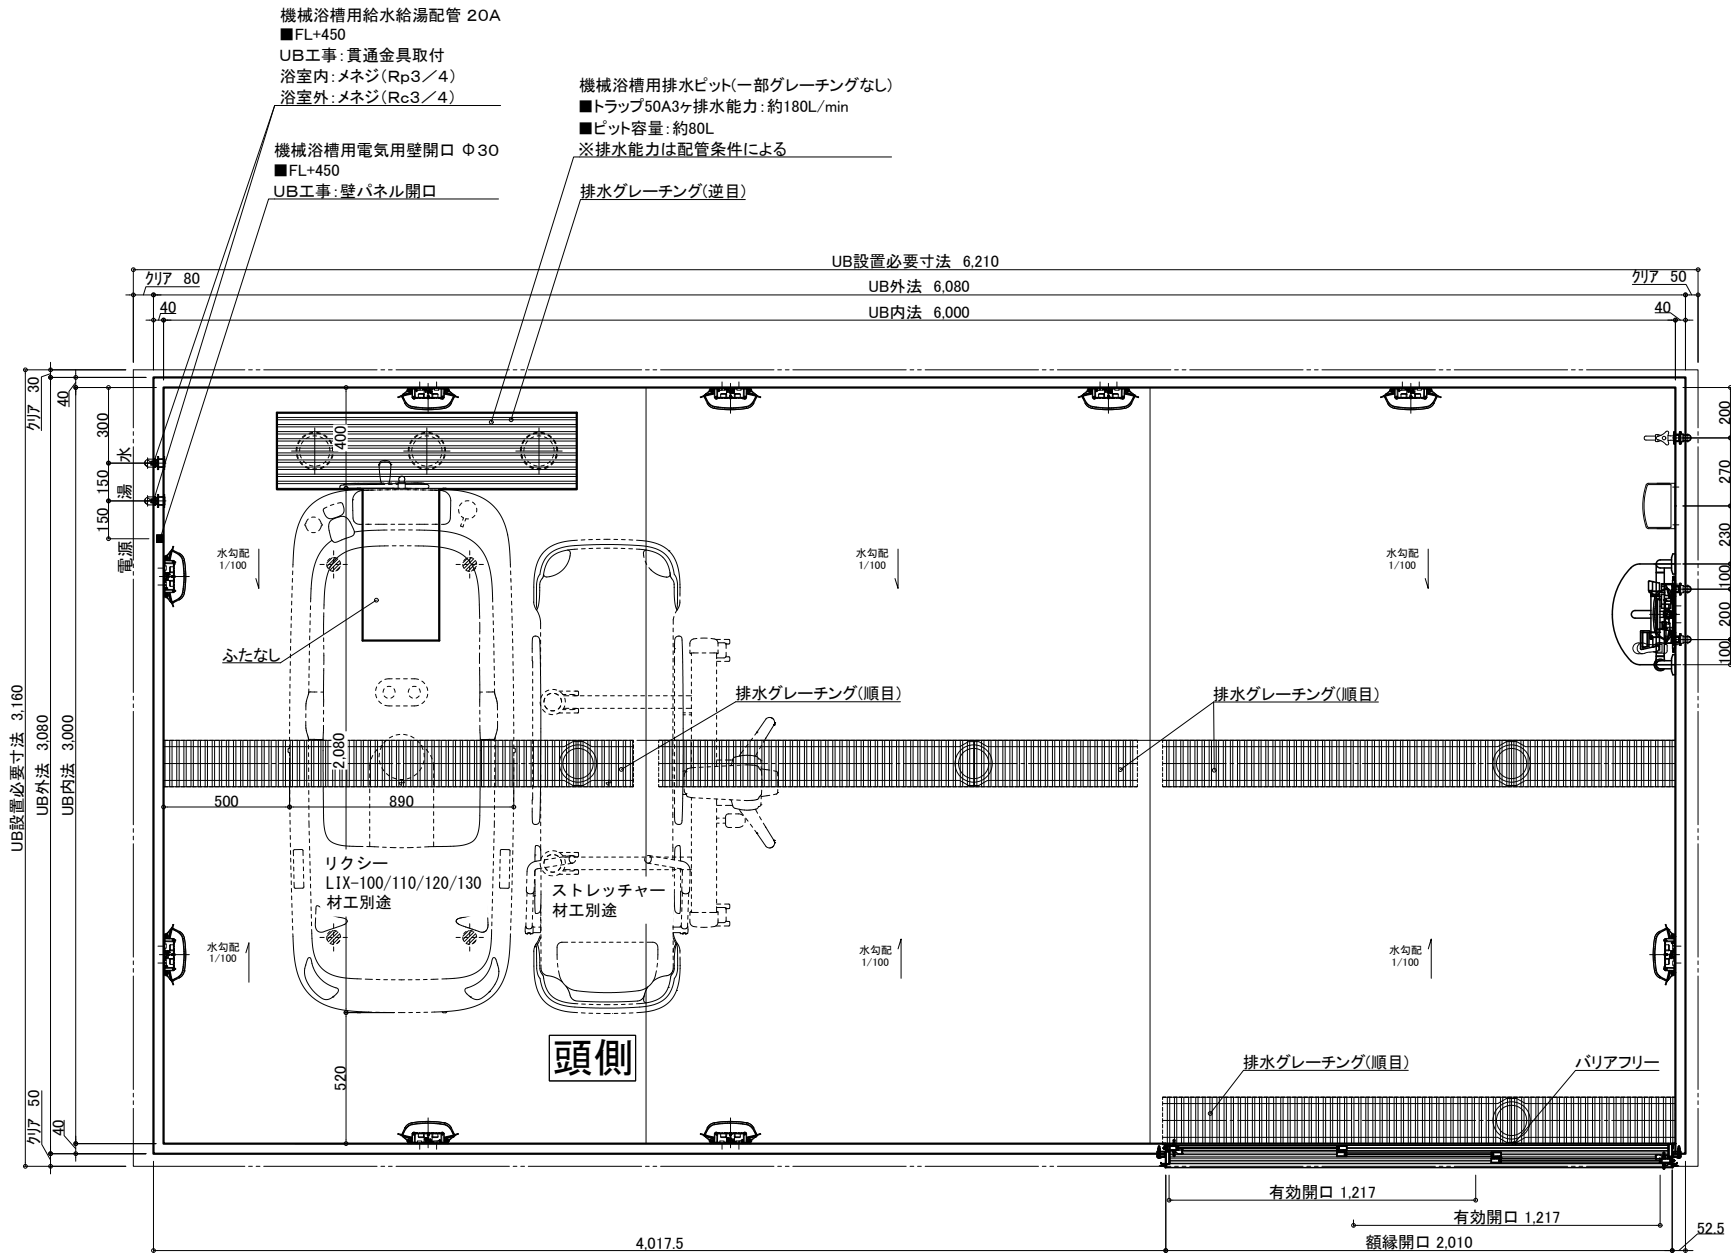 機械浴槽用給水給湯配管 20A
■FL+450
UB工事:貫通金具取付
浴室内:メネジ(Rp3/4)
浴室外:メネジ(Rc3/4)
機械浴槽用排水ピット(一部グレーチングなし)
■トラップ50A3ヶ排水能力:約180L/min
■ピット容量:約80L
※排水能力は配管条件による
機械浴槽用電気用壁開口 Φ30
■FL+450
UB工事:壁パネル開口
排水グレーチング(逆目)
UB設置必要寸法 6,210
クリア 80
クリア 50
UB外法 6,080
40
UB内法 6,000
40
クリア 30
40
300
水
150
湯
150
電源
400
200
270
230
100
200
100
水勾配
1/100
水勾配
1/100
水勾配
1/100
ふたなし
排水グレーチング(順目)
排水グレーチング(順目)
UB設置必要寸法 3,160
UB外法 3,080
UB内法 3,000
2,080
500
890
リクシー
LIX-100/110/120/130
材工別途
ストレッチャー
材工別途
水勾配
1/100
水勾配
1/100
水勾配
1/100
頭側
520
クリア 50
40
排水グレーチング(順目)
バリアフリー
有効開口 1,217
有効開口 1,217
4,017.5
額縁開口 2,010
52.5